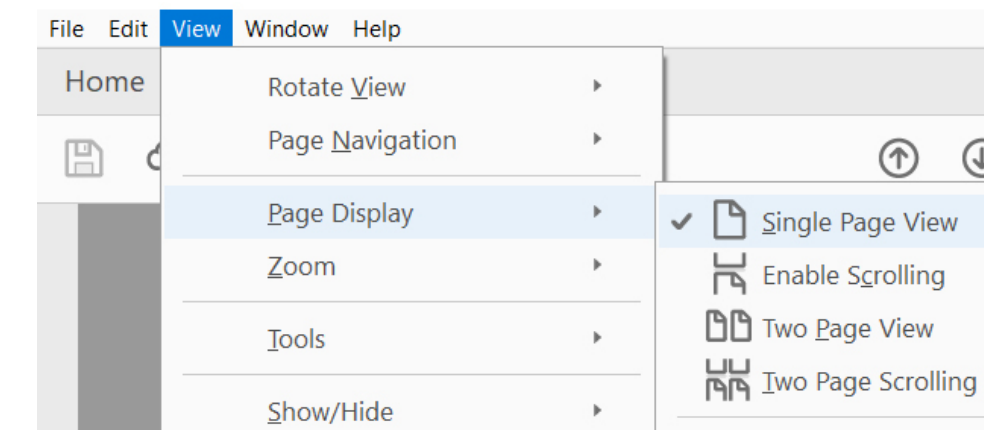 File Edit View Window Help
Home
Rotate View
Page Navigation
Page Display
Zoom
Tools
Show/Hide
Single Page View
Enable Scrolling
Two Page View
Two Page Scrolling